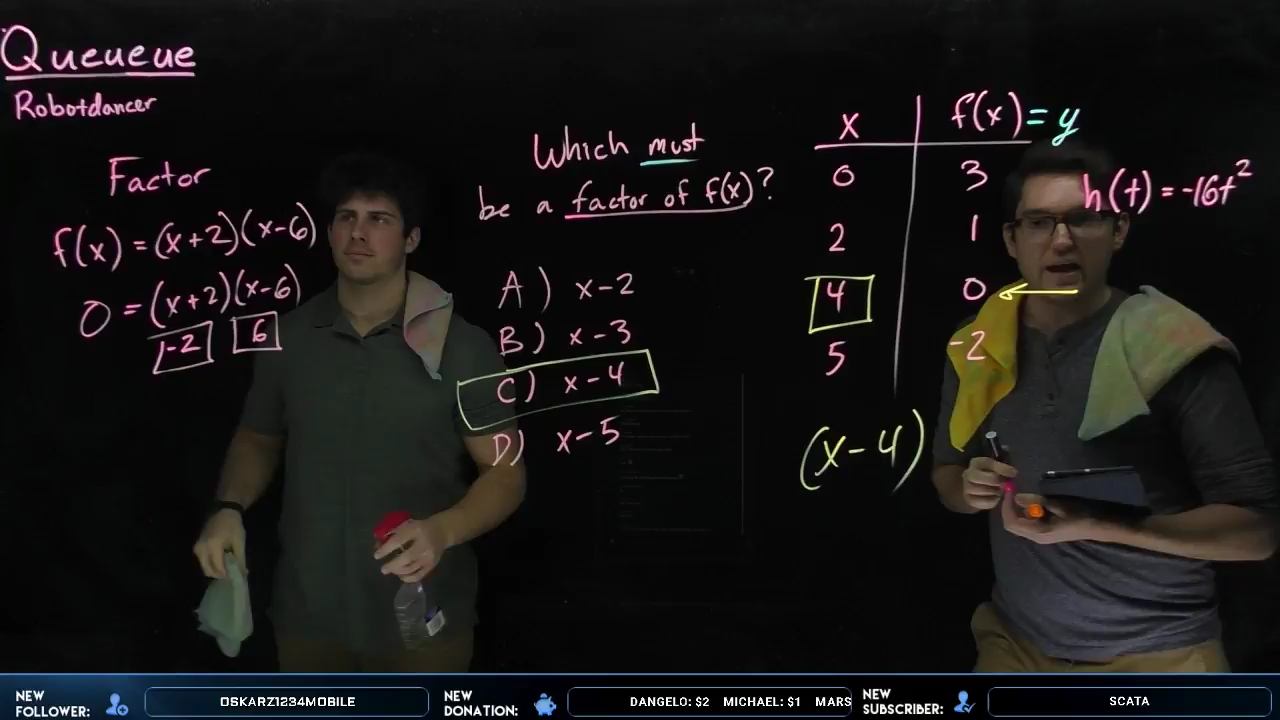 Queueue
Robotdancer
Factor
f(x) = (x+2)(x-6)
0 = (x+2)(x-6)
-2 6
Which must
be a factor of f(x)?
A) x-2
B) x-3
C) x-4
D) x-5
x f(x) = y
0 3
2 1
4 0
5 -2
(x-4)
h(t) = -16t²
NEW FOLLOWER: OSKARZ1234MOBILE
NEW DONATION: DANGELO: $2 MICHAEL: $1 MARS
NEW SUBSCRIBER: SCATA